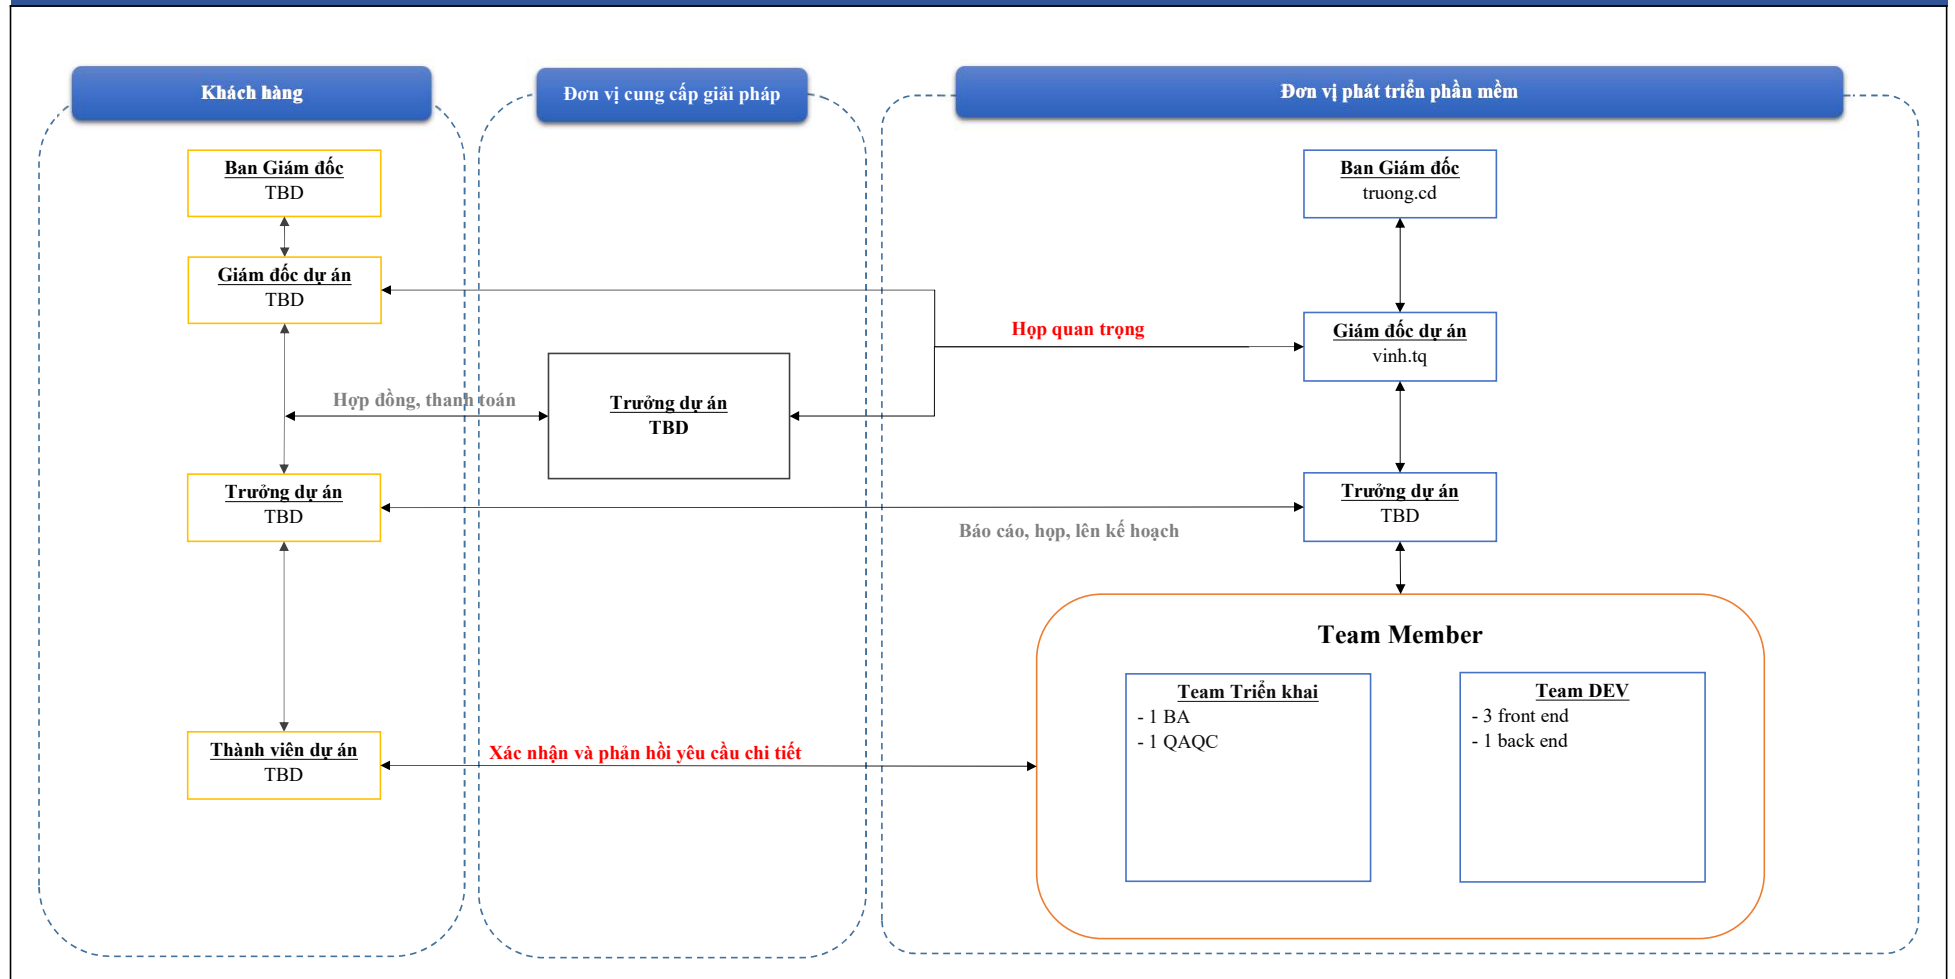 Khách hàng
Đơn vị cung cấp giải pháp
Đơn vị phát triển phần mềm
Ban Giám đốc
TBD
Giám đốc dự án
TBD
Hợp đồng, thanh toán
Trưởng dự án
TBD
Thành viên dự án
TBD
Trưởng dự án
TBD
Họp quan trọng
Báo cáo, họp, lên kế hoạch
Xác nhận và phản hồi yêu cầu chi tiết
Ban Giám đốc
truong.cd
Giám đốc dự án
vinh.tq
Trưởng dự án
TBD
Team Member
Team Triển khai
- 1 BA
- 1 QAQC
Team DEV
- 3 front end
- 1 back end